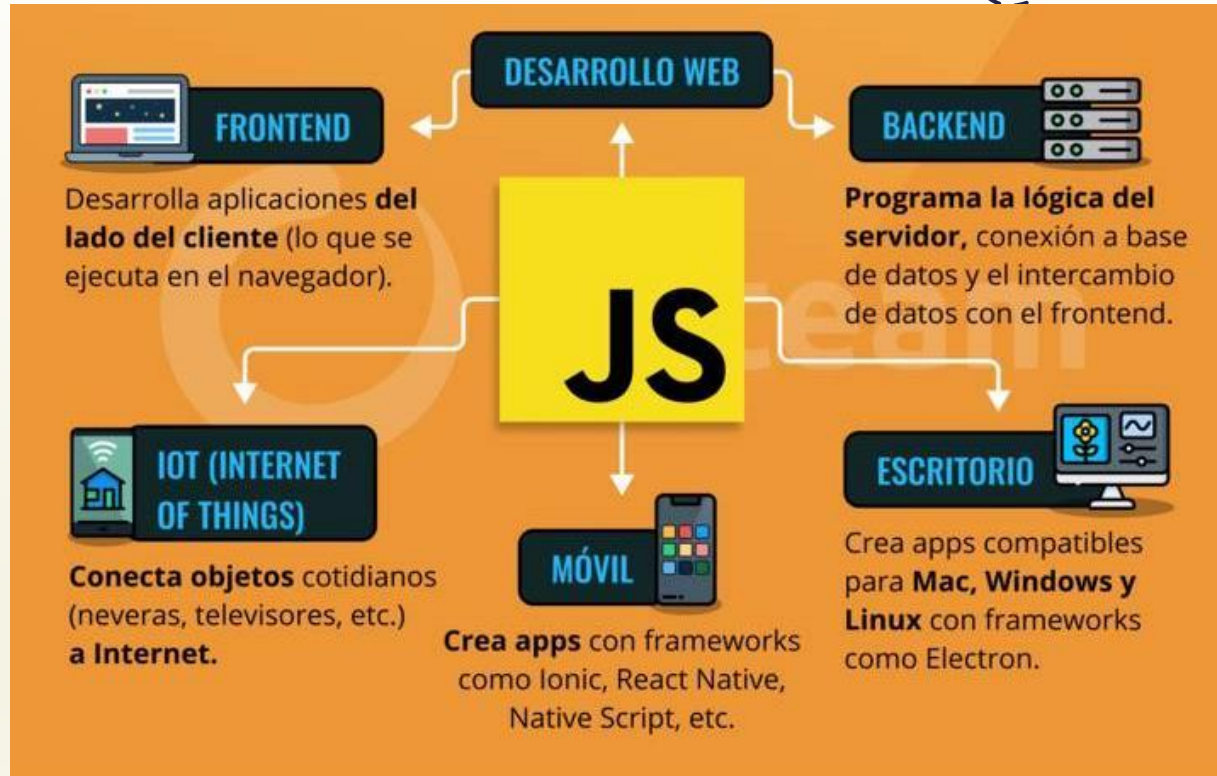 DESARROLLO WEB
FRONTEND
Desarrolla aplicaciones del
lado del cliente (lo que se
ejecuta en el navegador).
BACKEND
Programa la lógica del
servidor, conexión a base
de datos y el intercambio
de datos con el frontend.
JS
IOT (INTERNET
OF THINGS)
Conecta objetos cotidianos
(neveras, televisores, etc.)
a Internet.
MÓVIL
Crea apps con frameworks
como Ionic, React Native,
Native Script, etc.
ESCRITORIO
Crea apps compatibles
para Mac, Windows y
Linux con frameworks
como Electron.